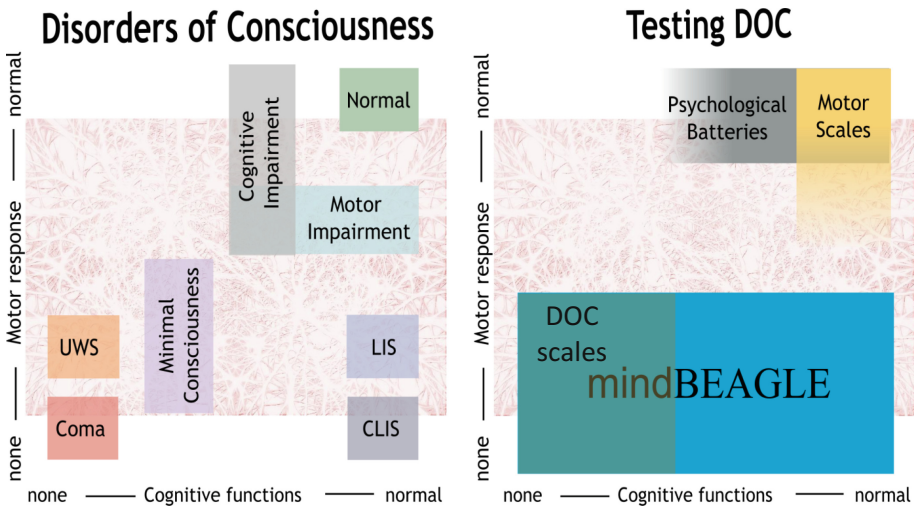 Disorders of Consciousness
Motor response
normal
none
Cognitive
Impairment
Normal
Motor
Impairment
Minimal
Consciousness
UWS
LIS
Coma
CLIS
none
Cognitive functions
normal
Testing DOC
Motor response
normal
none
Psychological
Batteries
Motor
Scales
DOC
scales
mindBEAGLE
none
Cognitive functions
normal